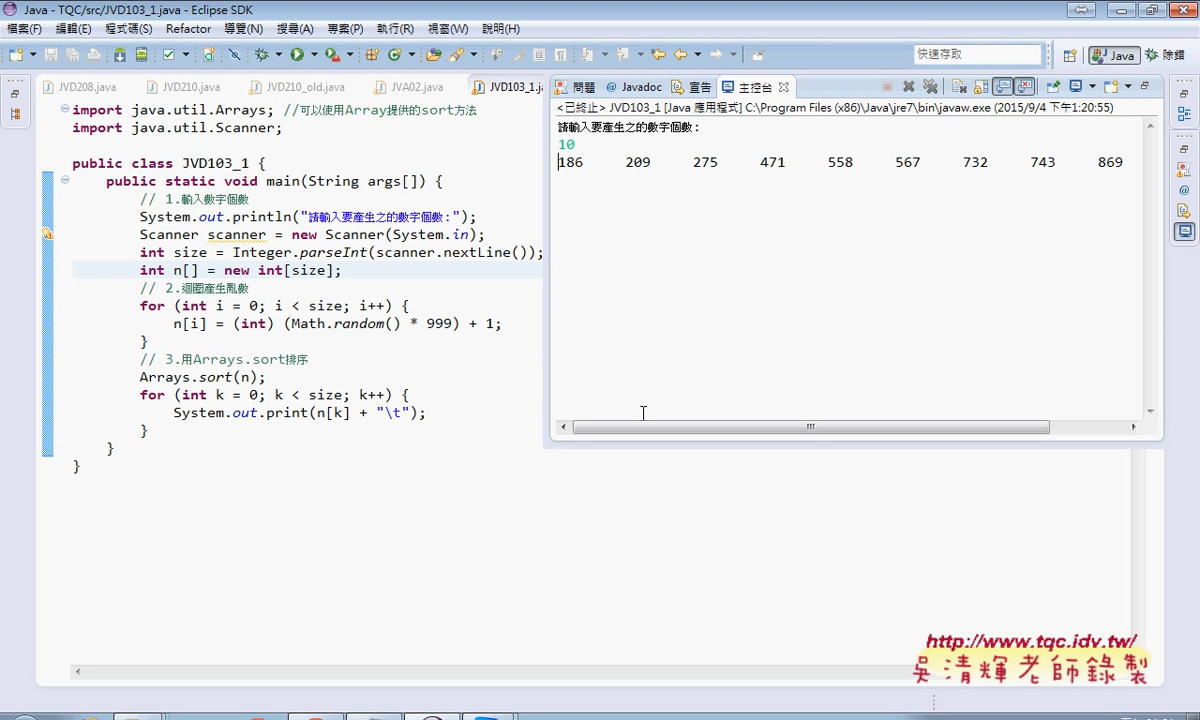 Java - TQC/src/JVD103_1.java - Eclipse SDK
檔案(F) 編輯(E) 程式碼(S) Refactor 導覽(N) 搜尋(A) 專案(P) 執行(R) 視窗(W) 說明(H)
快速存取 Java 除錯
JVD208.java JVD210.java JVD210_old.java JVA02.java JVD103_1.ja
import java.util.Arrays; //可以使用Array提供的sort方法
import java.util.Scanner;
public class JVD103_1 {
public static void main(String args[]) {
// 1.輸入數字個數
System.out.println("請輸入要產生之的數字個數:");
Scanner scanner = new Scanner(System.in);
int size = Integer.parseInt(scanner.nextLine());
int n[] = new int[size];
// 2.迴圈產生亂數
for (int i = 0; i < size; i++) {
n[i] = (int) (Math.random() * 999) + 1;
}
// 3.用Arrays.sort排序
Arrays.sort(n);
for (int k = 0; k < size; k++) {
System.out.print(n[k] + "\t");
}
}
}
問題 @ Javadoc 宣告 主控台
<已終止> JVD103_1 [Java 應用程式] C:\Program Files (x86)\Java\jre7\bin\javaw.exe (2015/9/4 下午1:20:55)
請輸入要產生之的數字個數:
10
186 209 275 471 558 567 732 743 869
http://www.tqc.idv.tw/
吳清輝老師錄製